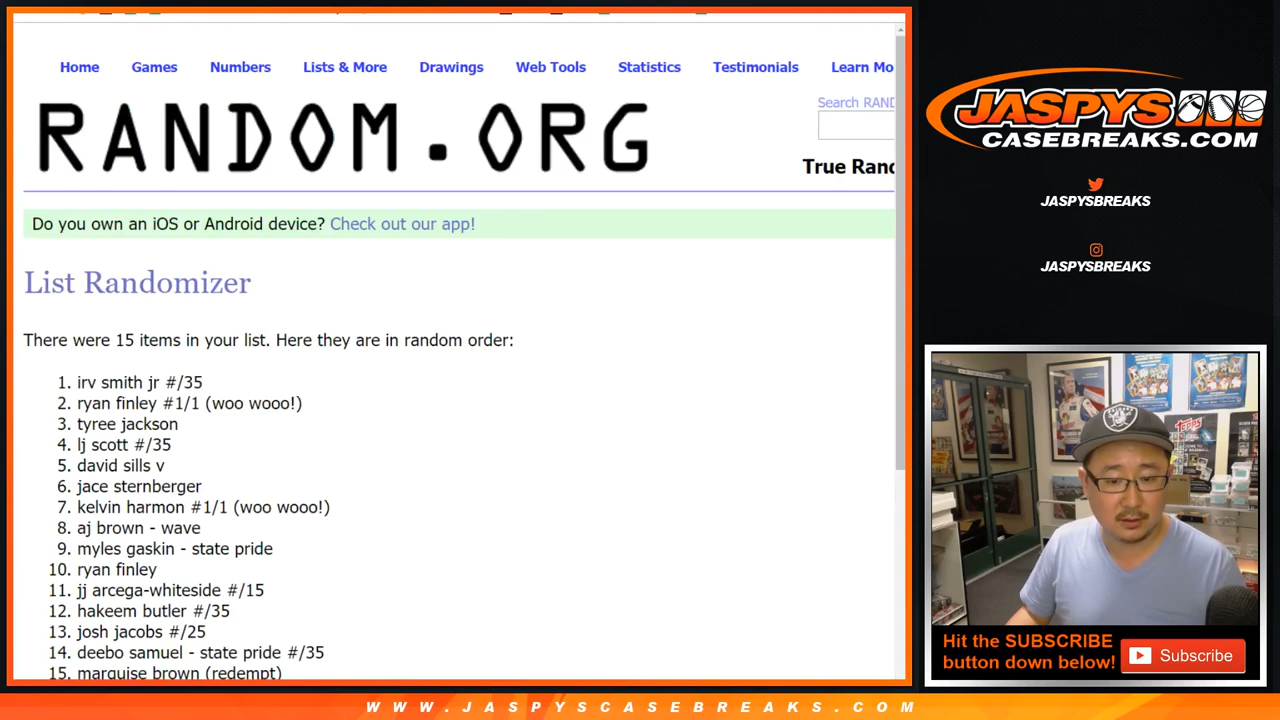 Home Games Numbers Lists & More Drawings Web Tools Statistics Testimonials Learn Mo
Search RAND
RANDOM.ORG
True Rand
Do you own an iOS or Android device? Check out our app!
List Randomizer
There were 15 items in your list. Here they are in random order:
1. irv smith jr #/35
2. ryan finley #1/1 (woo wooo!)
3. tyree jackson
4. lj scott #/35
5. david sills v
6. jace sternberger
7. kelvin harmon #1/1 (woo wooo!)
8. aj brown - wave
9. myles gaskin - state pride
10. ryan finley
11. jj arcega-whiteside #/15
12. hakeem butler #/35
13. josh jacobs #/25
14. deebo samuel - state pride #/35
15. marquise brown (redempt)
JASPYS
CASEBREAKS.COM
JASPYSBREAKS
JASPYSBREAKS
TOPPS
Hit the SUBSCRIBE
button down below!
Subscribe
WWW.JASPYSCASEBREAKS.COM